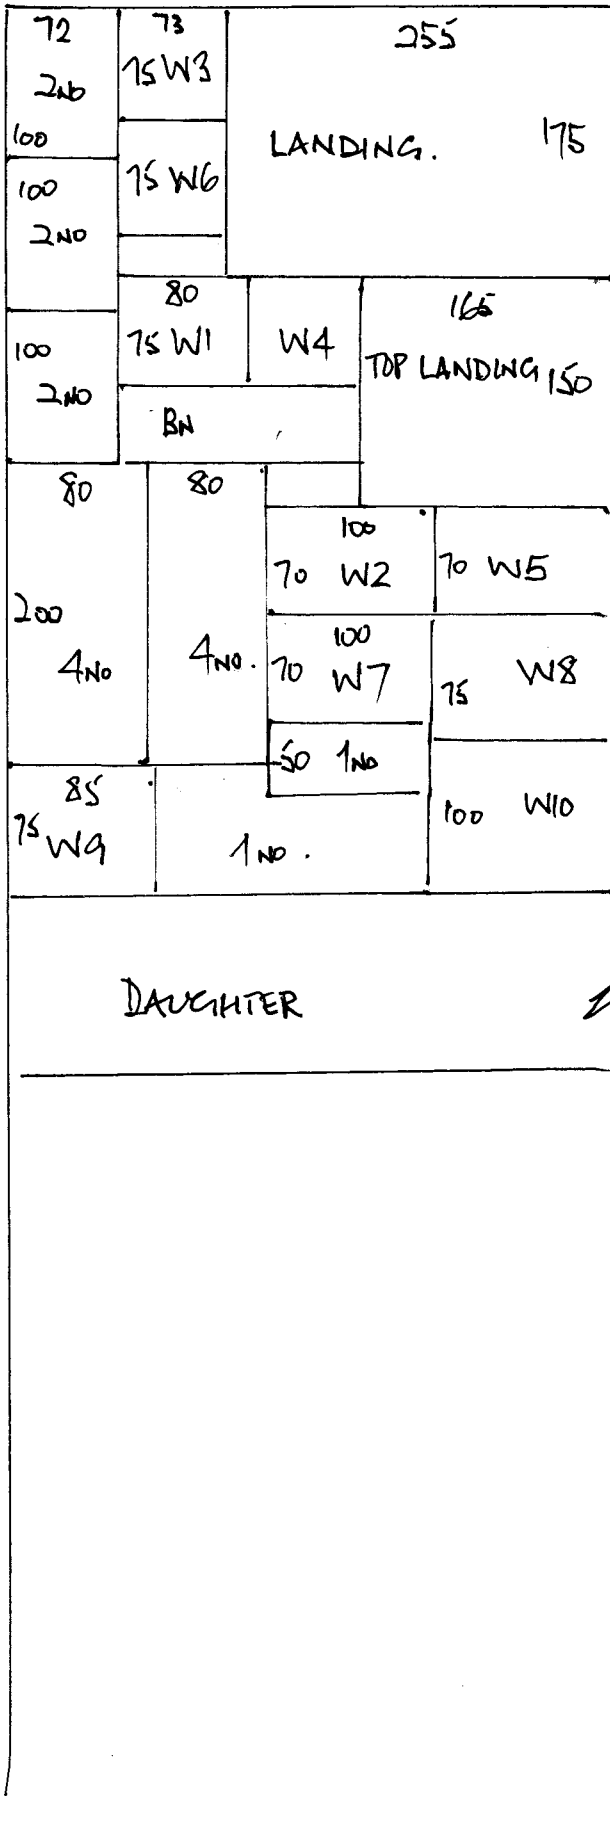 72
2NO
100
73
75 W3
255
LANDING. 175
75 W6
100
2NO
80
75 W1
W4
165
TOP LANDING 150
100
2NO
BN
80
200
4NO
80
4NO.
100
70 W2
70 W5
100
70 W7
75 W8
50 1NO
85
75 W9
1NO.
100 W10
DAUGHTER